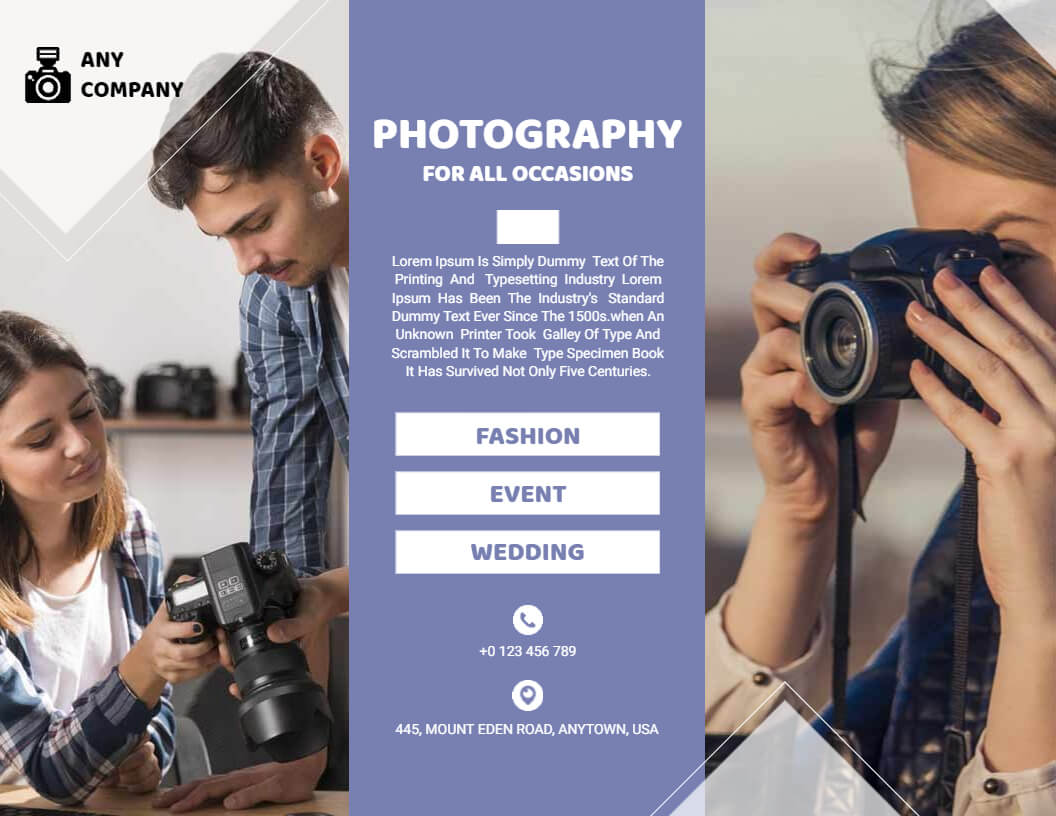 ANY
COMPANY
PHOTOGRAPHY
FOR ALL OCCASIONS
Lorem Ipsum Is Simply Dummy Text Of The
Printing And Typesetting Industry Lorem
Ipsum Has Been The Industry's Standard
Dummy Text Ever Since The 1500s.when An
Unknown Printer Took Galley Of Type And
Scrambled It To Make Type Specimen Book
It Has Survived Not Only Five Centuries.
FASHION
EVENT
WEDDING
+0 123 456 789
445, MOUNT EDEN ROAD, ANYTOWN, USA